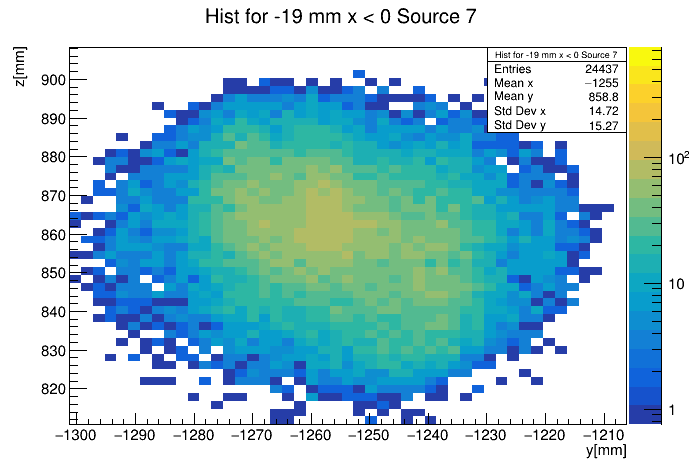 Hist for -19 mm x < 0 Source 7
z[mm]
Hist for -19 mm x < 0 Source 7
Entries 24437
Mean x −1255
Mean y 858.8
Std Dev x 14.72
Std Dev y 15.27
900
890
880
870
860
850
840
830
820
10²
10
1
−1300 −1290 −1280 −1270 −1260 −1250 −1240 −1230 −1220 −1210
y[mm]